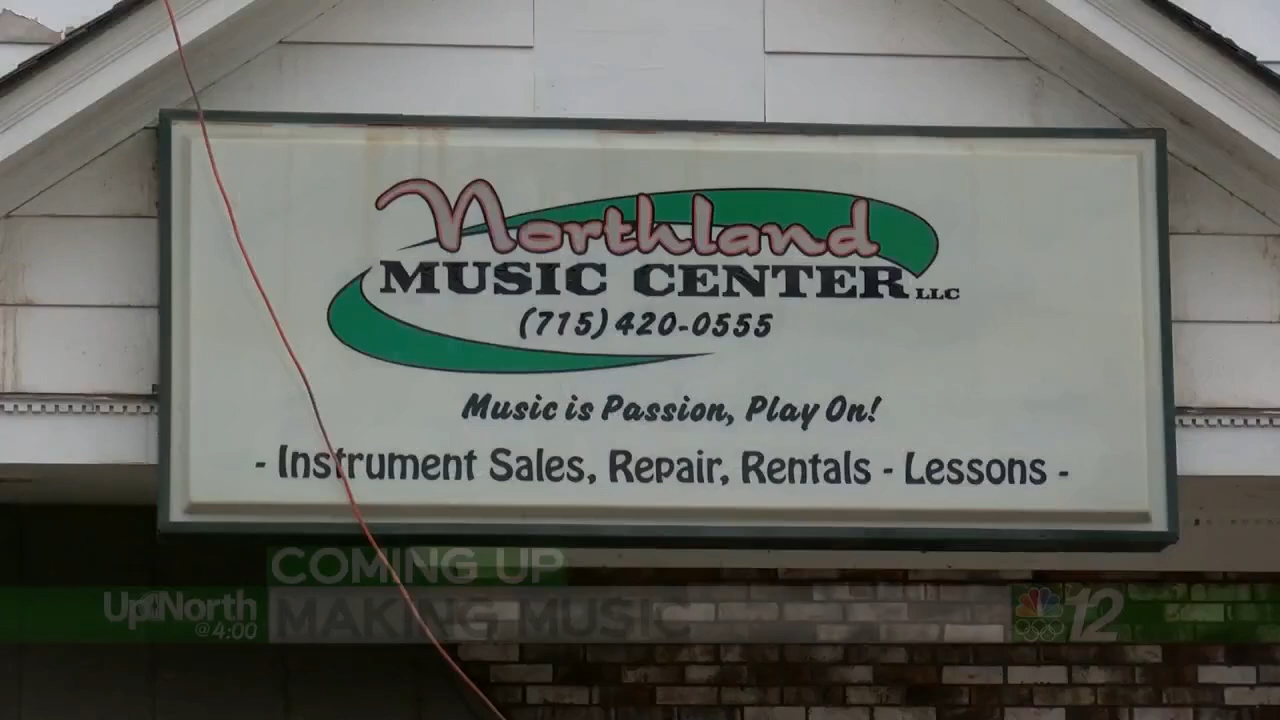 Northland
MUSIC CENTER LLC
(715) 420-0555
Music is Passion, Play On!
- Instrument Sales, Repair, Rentals - Lessons -
COMING UP
Up North @4:00
MAKING MUSIC
12